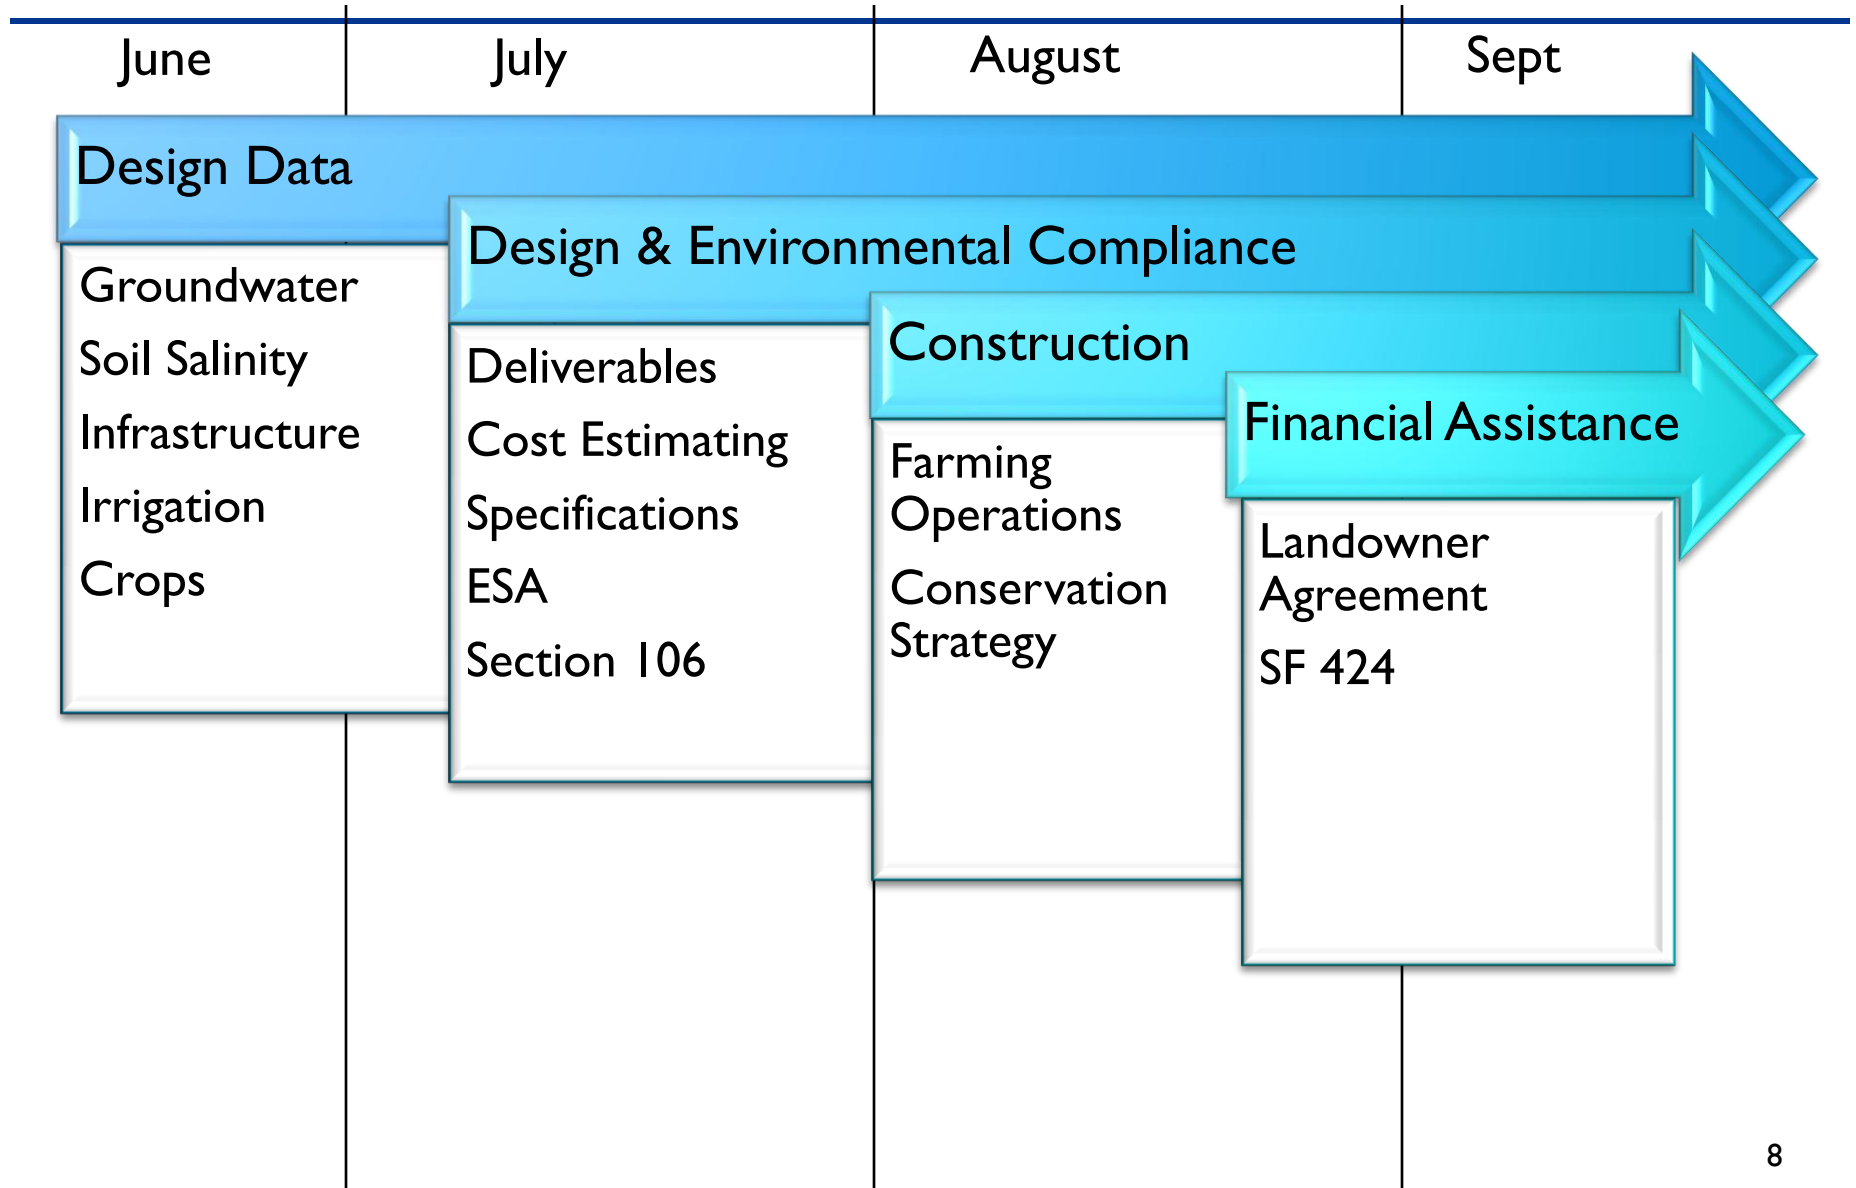 June
July
August
Sept
Design Data
Groundwater
Soil Salinity
Infrastructure
Irrigation
Crops
Design & Environmental Compliance
Deliverables
Cost Estimating
Specifications
ESA
Section 106
Construction
Farming
Operations
Conservation
Strategy
Financial Assistance
Landowner
Agreement
SF 424
8